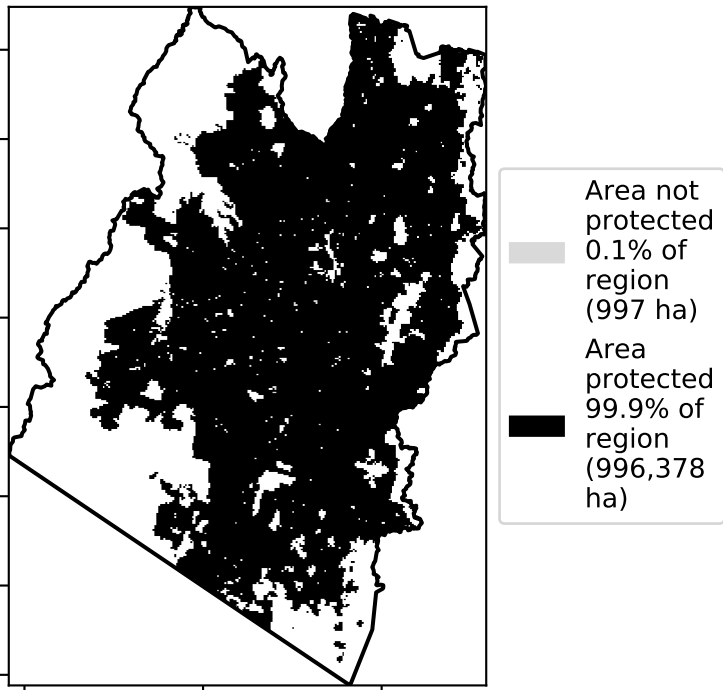 Area not
protected
0.1% of
region
(997 ha)
Area
protected
99.9% of
region
(996,378
ha)